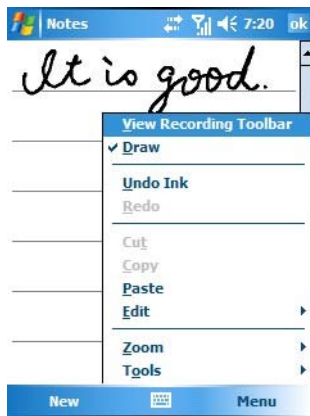 Notes 7:20 ok
It is good.
View Recording Toolbar
Draw
Undo Ink
Redo
Cut
Copy
Paste
Edit
Zoom
Tools
New Menu